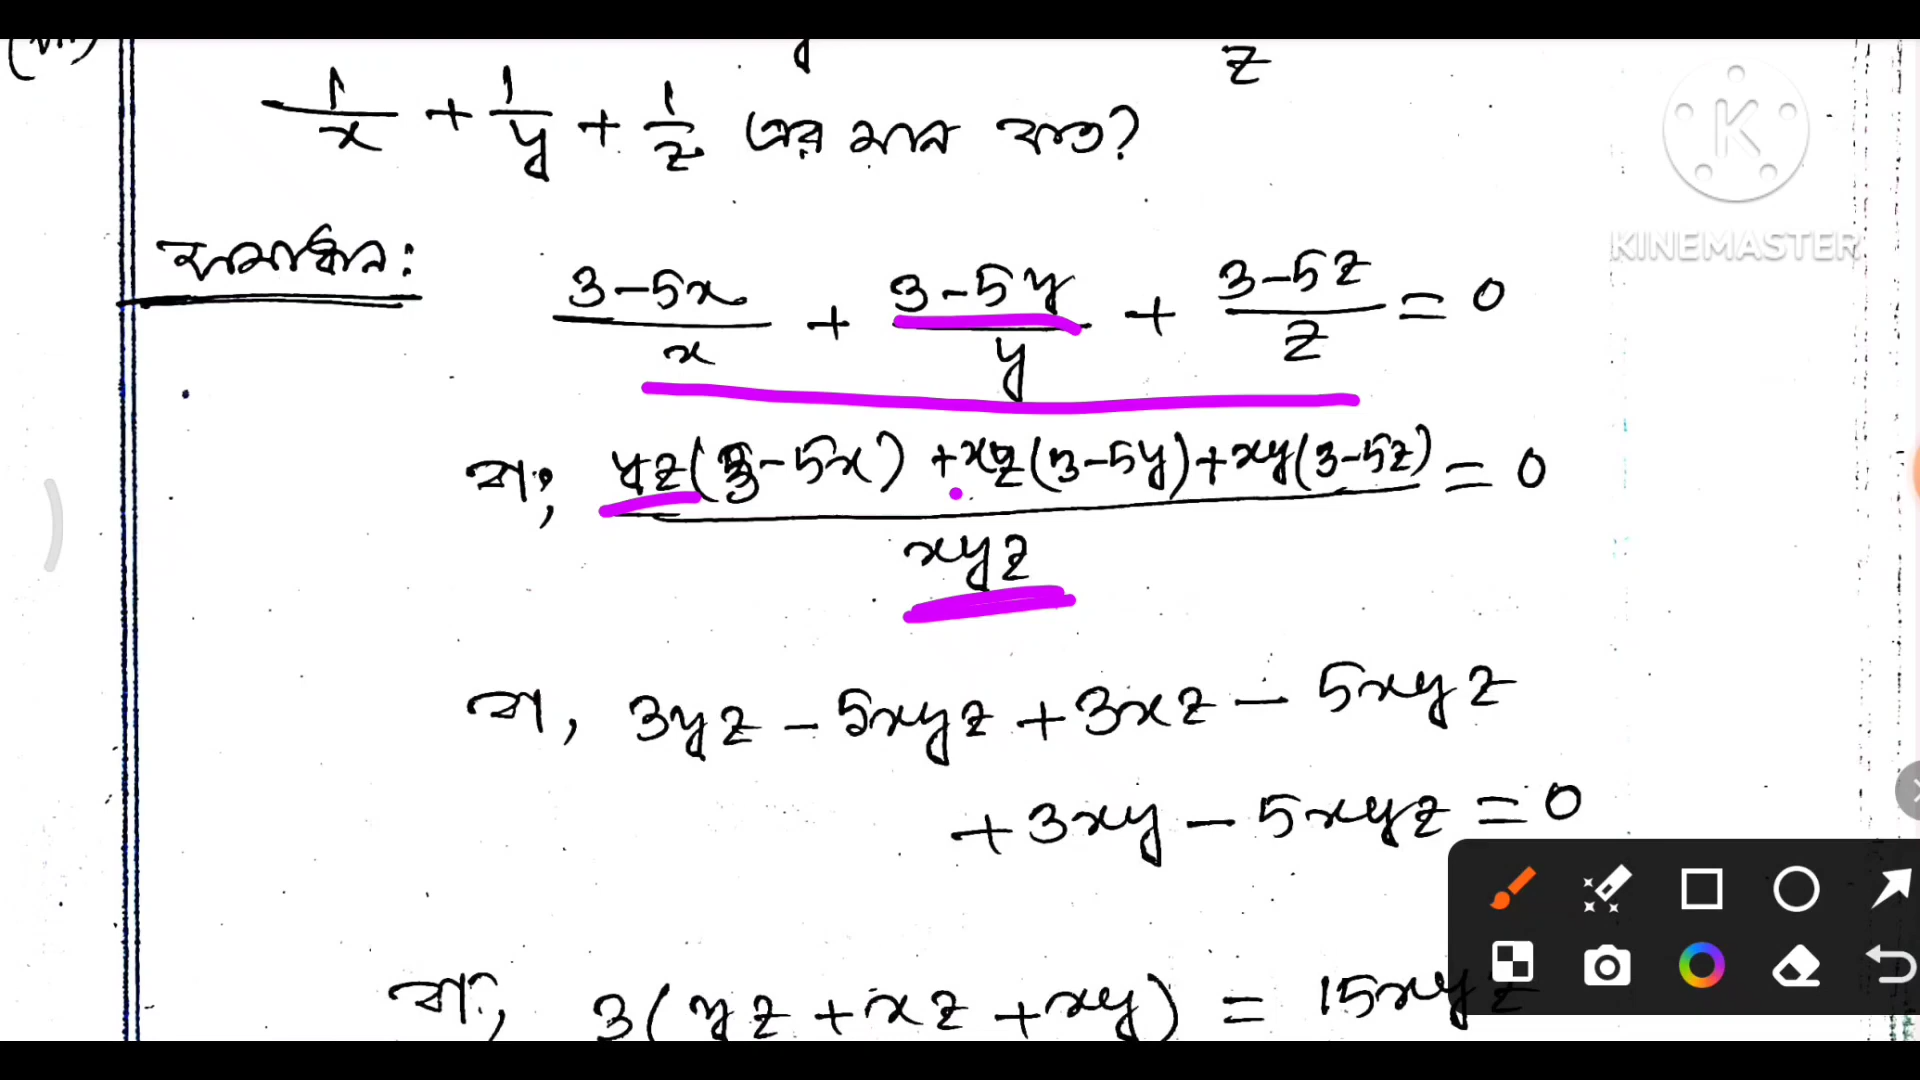 y z
1/x + 1/y + 1/z এর মান কত?
সমাধান: (3-5x)/x + (3-5y)/y + (3-5z)/z = 0
বা, (yz(3-5x) + xz(3-5y) + xy(3-5z))/xyz = 0
বা, 3yz - 5xyz + 3xz - 5xyz
+ 3xy - 5xyz = 0
বা, 3(yz + xz + xy) = 15xyz
KINEMASTER